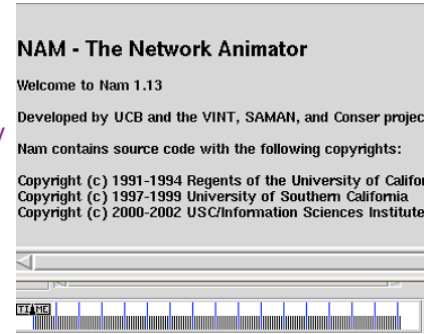 NAM - The Network Animator
Welcome to Nam 1.13
Developed by UCB and the VINT, SAMAN, and Conser projec
Nam contains source code with the following copyrights:
Copyright (c) 1991-1994 Regents of the University of Califor
Copyright (c) 1997-1999 University of Southern California
Copyright (c) 2000-2002 USC/Information Sciences Institute
TIME